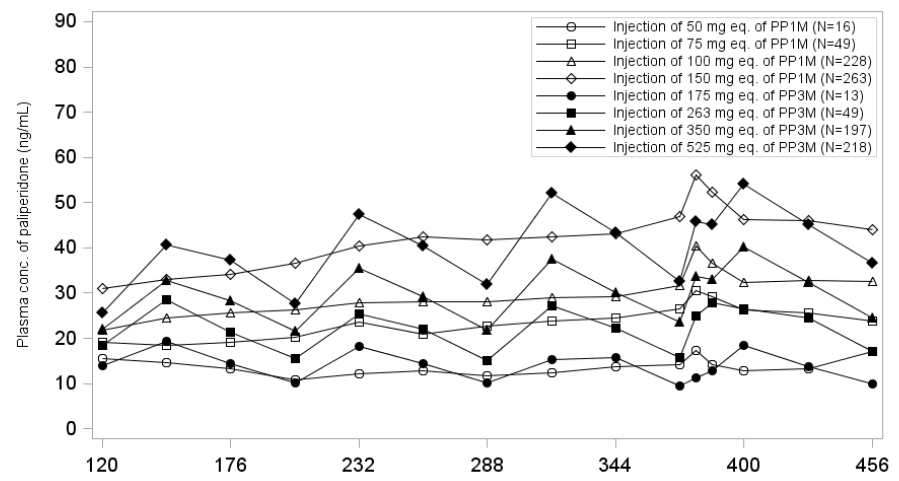 90
80
70
60
50
40
30
20
10
0
Plasma conc. of paliperidone (ng/mL)
Injection of 50 mg eq. of PP1M (N=16)
Injection of 75 mg eq. of PP1M (N=49)
Injection of 100 mg eq. of PP1M (N=228)
Injection of 150 mg eq. of PP1M (N=263)
Injection of 175 mg eq. of PP3M (N=13)
Injection of 263 mg eq. of PP3M (N=49)
Injection of 350 mg eq. of PP3M (N=197)
Injection of 525 mg eq. of PP3M (N=218)
120 176 232 288 344 400 456